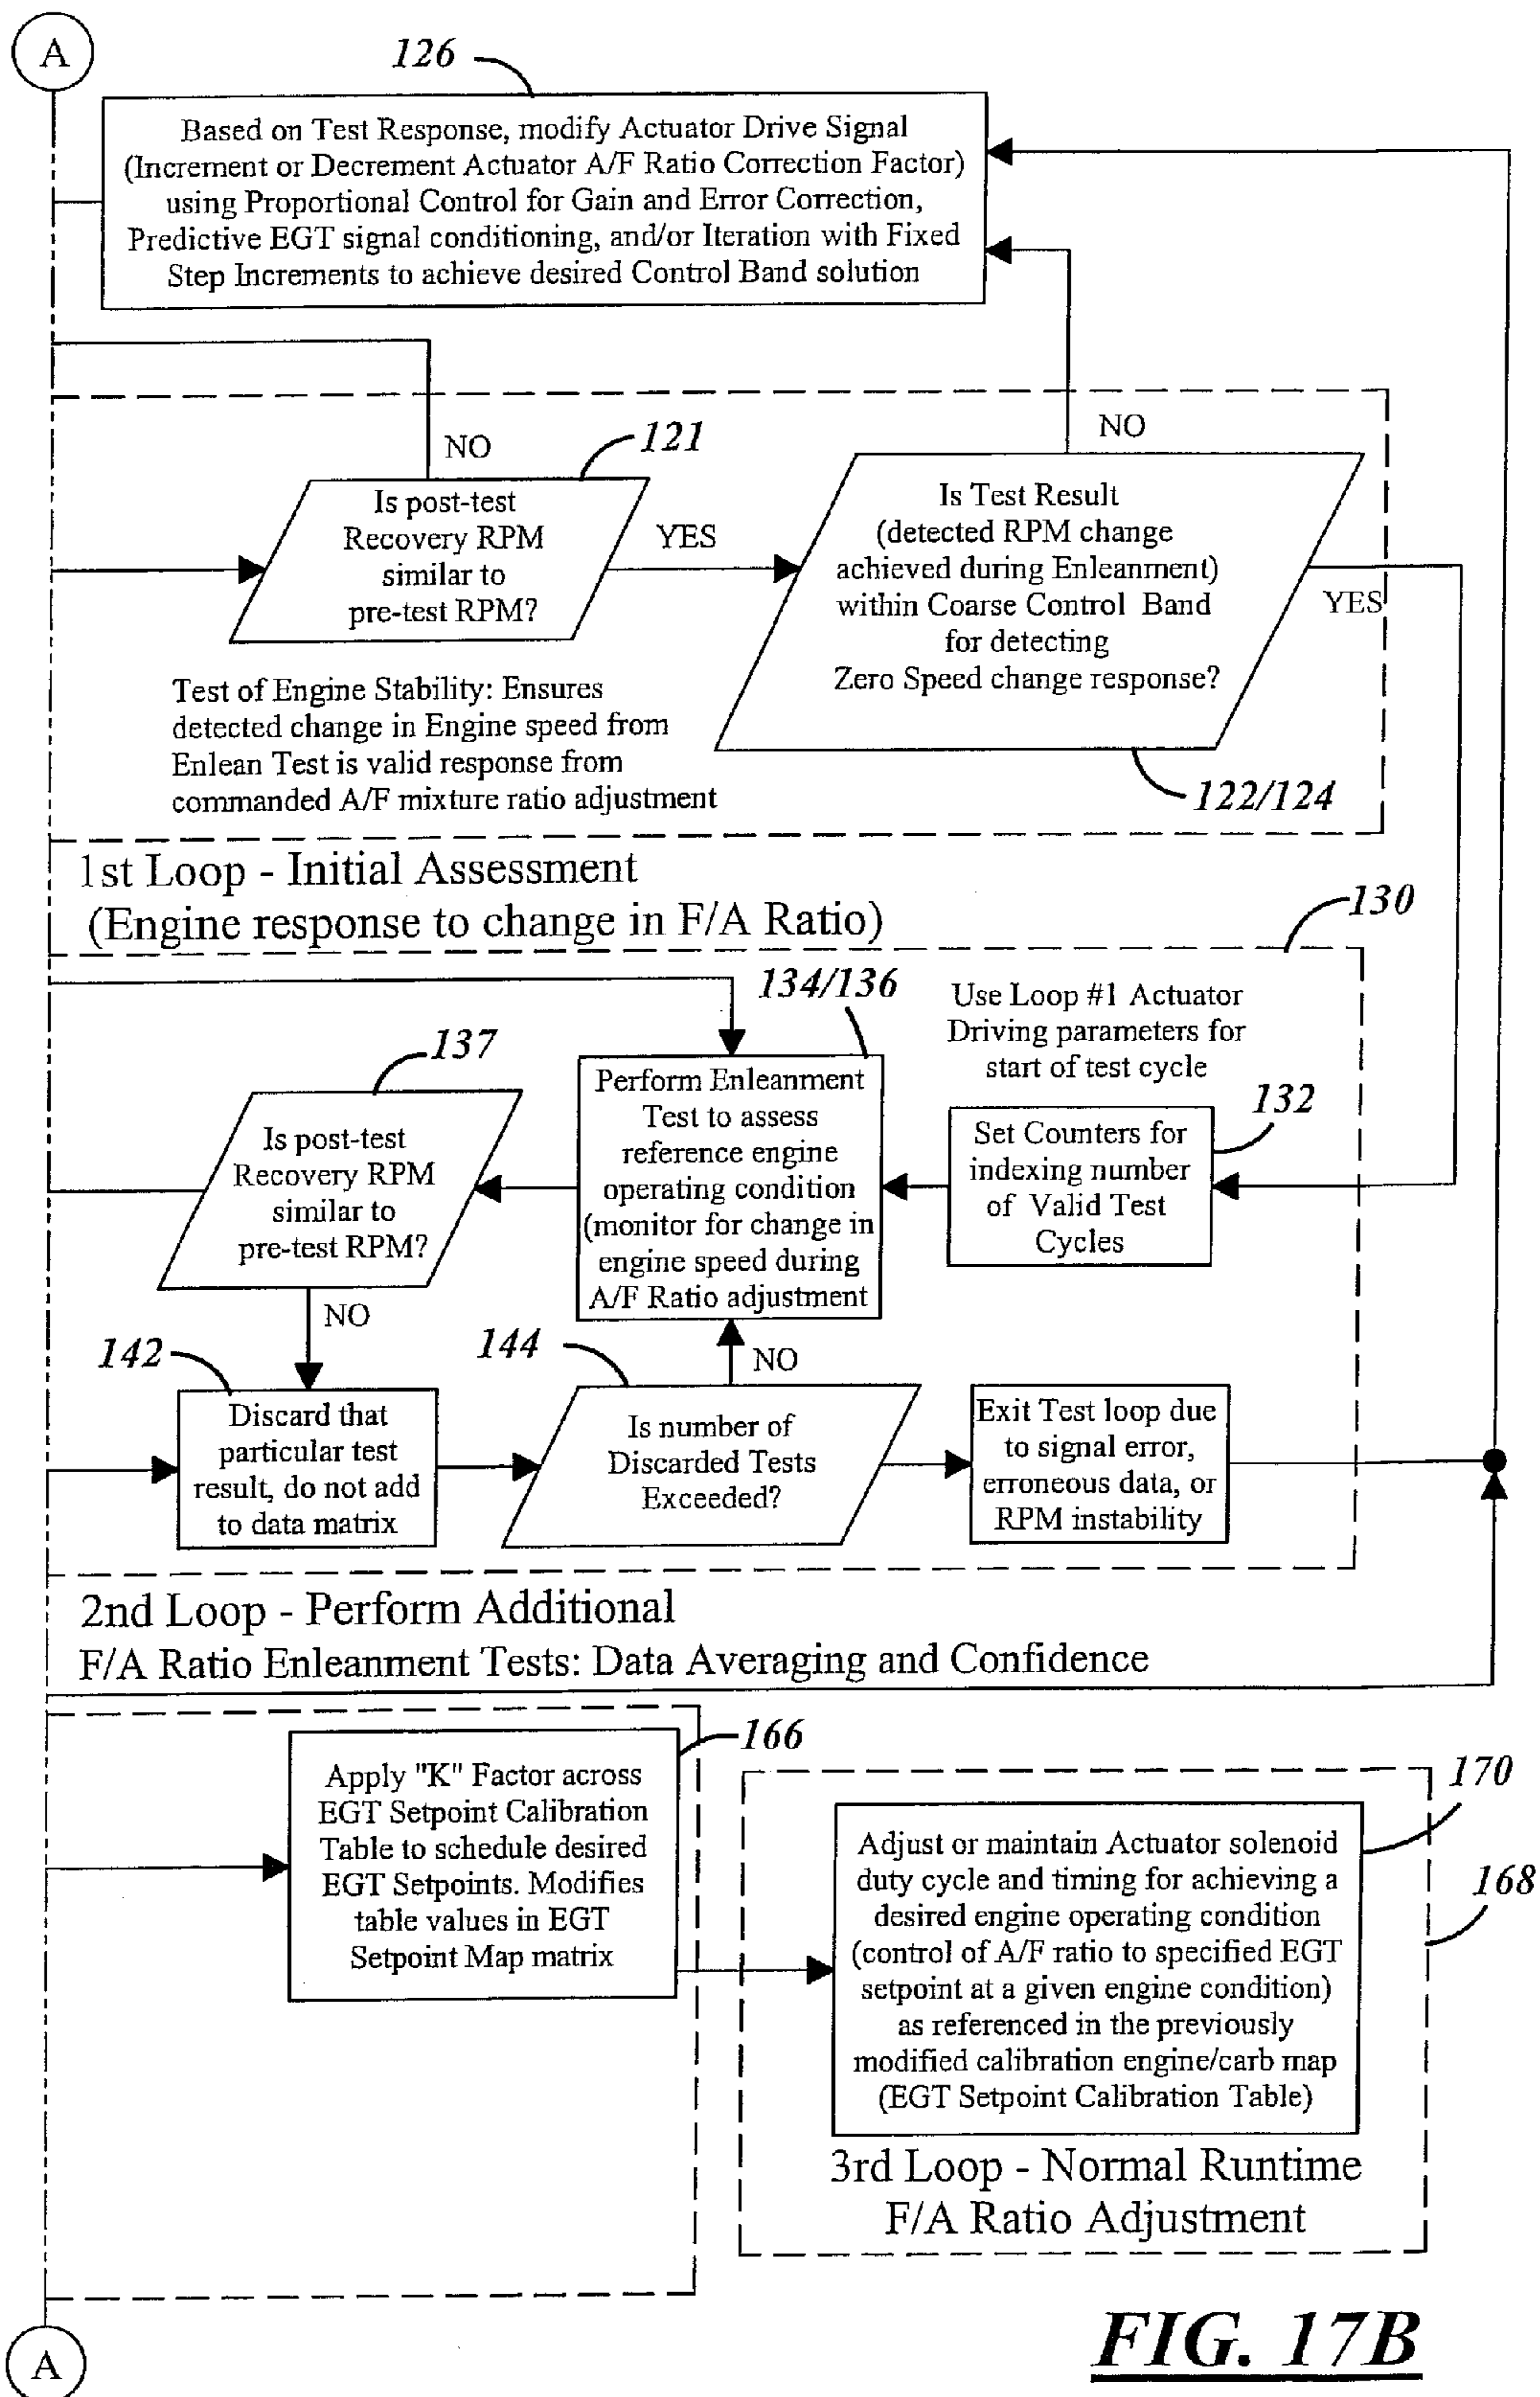 A
126
Based on Test Response, modify Actuator Drive Signal
(Increment or Decrement Actuator A/F Ratio Correction Factor)
using Proportional Control for Gain and Error Correction,
Predictive EGT signal conditioning, and/or Iteration with Fixed
Step Increments to achieve desired Control Band solution
NO
121
NO
Is post-test
Recovery RPM
similar to
pre-test RPM?
YES
Is Test Result
(detected RPM change
achieved during Enleanment)
within Coarse Control Band
for detecting
Zero Speed change response?
YES
Test of Engine Stability: Ensures
detected change in Engine speed from
Enlean Test is valid response from
commanded A/F mixture ratio adjustment
122/124
1st Loop - Initial Assessment
(Engine response to change in F/A Ratio)
130
134/136
Use Loop #1 Actuator
Driving parameters for
start of test cycle
137
132
Is post-test
Recovery RPM
similar to
pre-test RPM?
Perform Enleanment
Test to assess
reference engine
operating condition
(monitor for change in
engine speed during
A/F Ratio adjustment
Set Counters for
indexing number
of Valid Test
Cycles
NO
142
144
NO
Discard that
particular test
result, do not add
to data matrix
Is number of
Discarded Tests
Exceeded?
Exit Test loop due
to signal error,
erroneous data, or
RPM instability
2nd Loop - Perform Additional
F/A Ratio Enleanment Tests: Data Averaging and Confidence
166
Apply "K" Factor across
EGT Setpoint Calibration
Table to schedule desired
EGT Setpoints. Modifies
table values in EGT
Setpoint Map matrix
170
168
Adjust or maintain Actuator solenoid
duty cycle and timing for achieving a
desired engine operating condition
(control of A/F ratio to specified EGT
setpoint at a given engine condition)
as referenced in the previously
modified calibration engine/carb map
(EGT Setpoint Calibration Table)
3rd Loop - Normal Runtime
F/A Ratio Adjustment
A
FIG. 17B